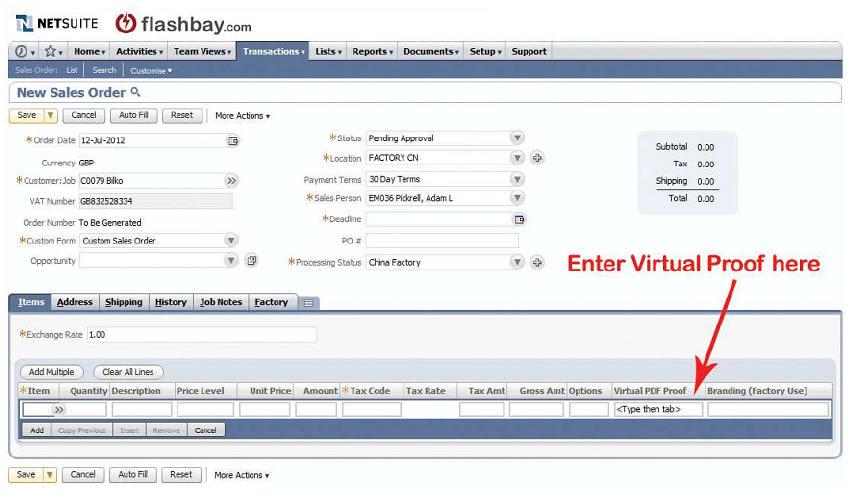 NETSUITE flashbay.com
Home Activities Team Views Transactions Lists Reports Documents Setup Support
Sales Order: List Search Customise
New Sales Order
Save Cancel Auto Fill Reset More Actions
*Order Date 12-Jul-2012
Currency GBP
*Customer:Job C0079 Bilko
VAT Number GB832528334
Order Number To Be Generated
*Custom Form Custom Sales Order
Opportunity
*Status Pending Approval
*Location FACTORY CN
Payment Terms 30 Day Terms
*Sales Person EM036 Pickrell, Adam L
*Deadline
PO #
*Processing Status China Factory
Subtotal 0.00
Tax 0.00
Shipping 0.00
Total 0.00
Enter Virtual Proof here
Items Address Shipping History Job Notes Factory
*Exchange Rate 1.00
Add Multiple Clear All Lines
*Item Quantity Description Price Level Unit Price Amount *Tax Code Tax Rate Tax Amt Gross Amt Options Virtual PDF Proof Branding (Factory Use)
<Type then tab>
Add Copy Previous Insert Remove Cancel
Save Cancel Auto Fill Reset More Actions